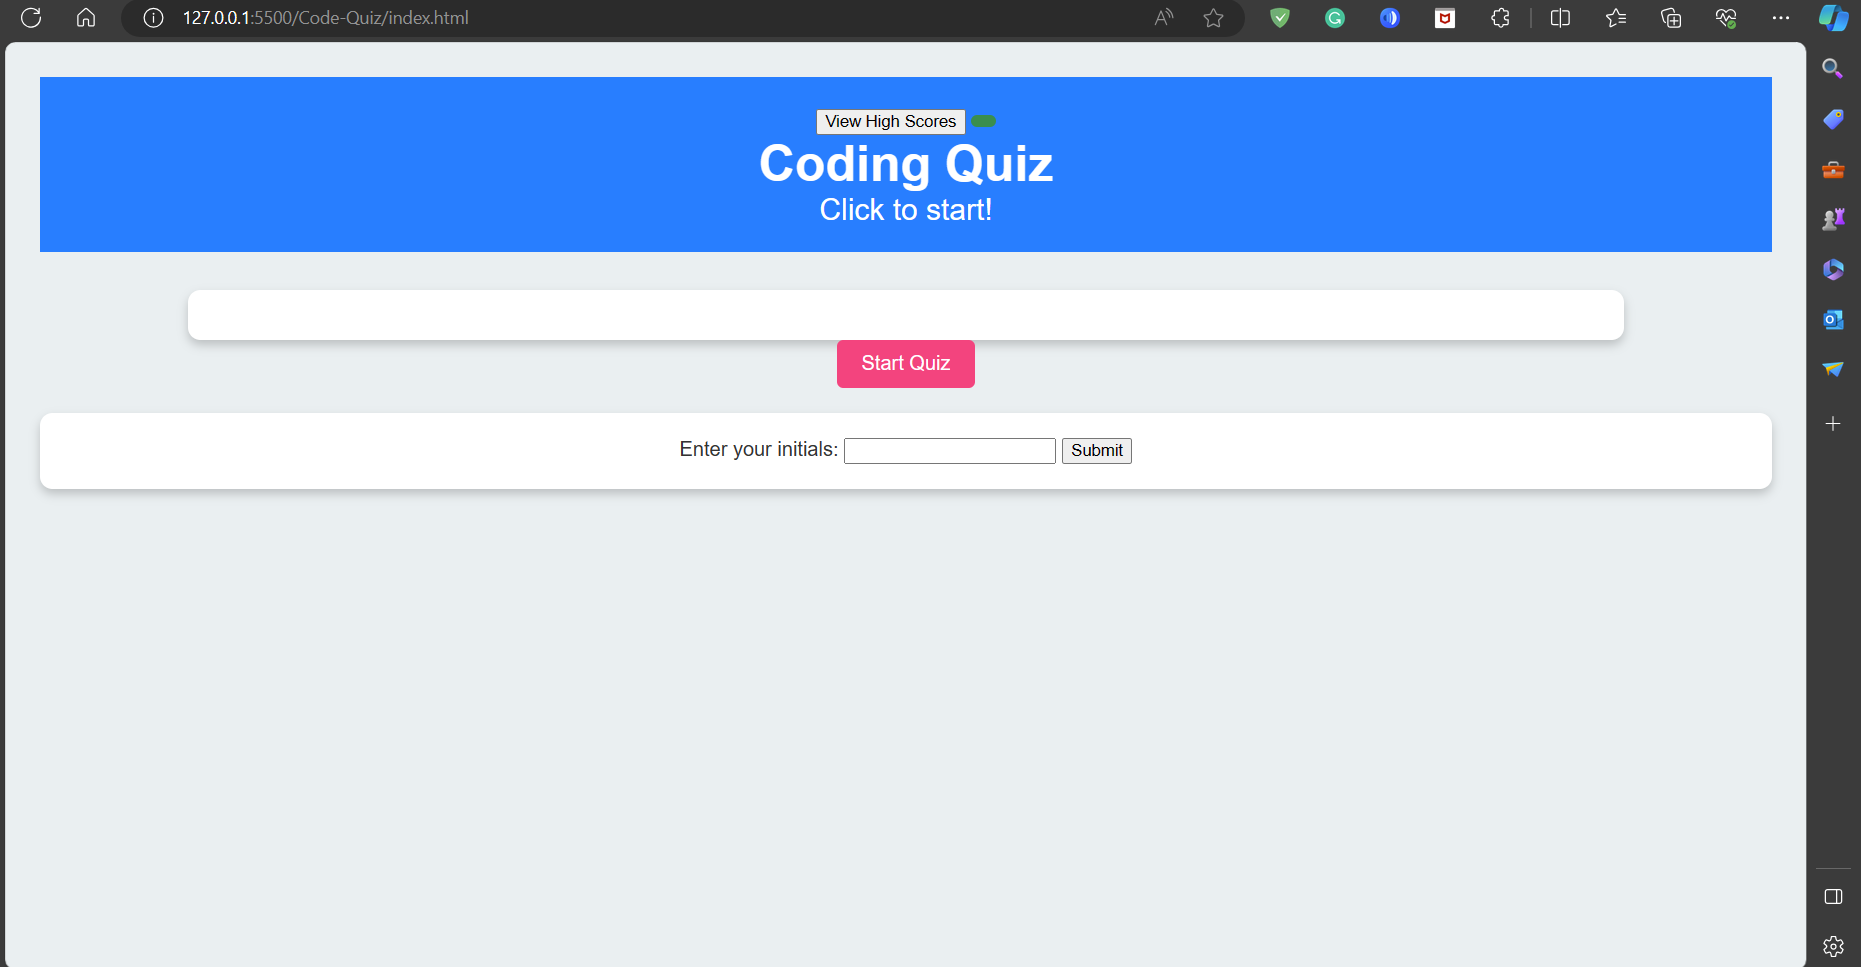 127.0.0.1:5500/Code-Quiz/index.html
View High Scores
Coding Quiz
Click to start!
Start Quiz
Enter your initials: Submit